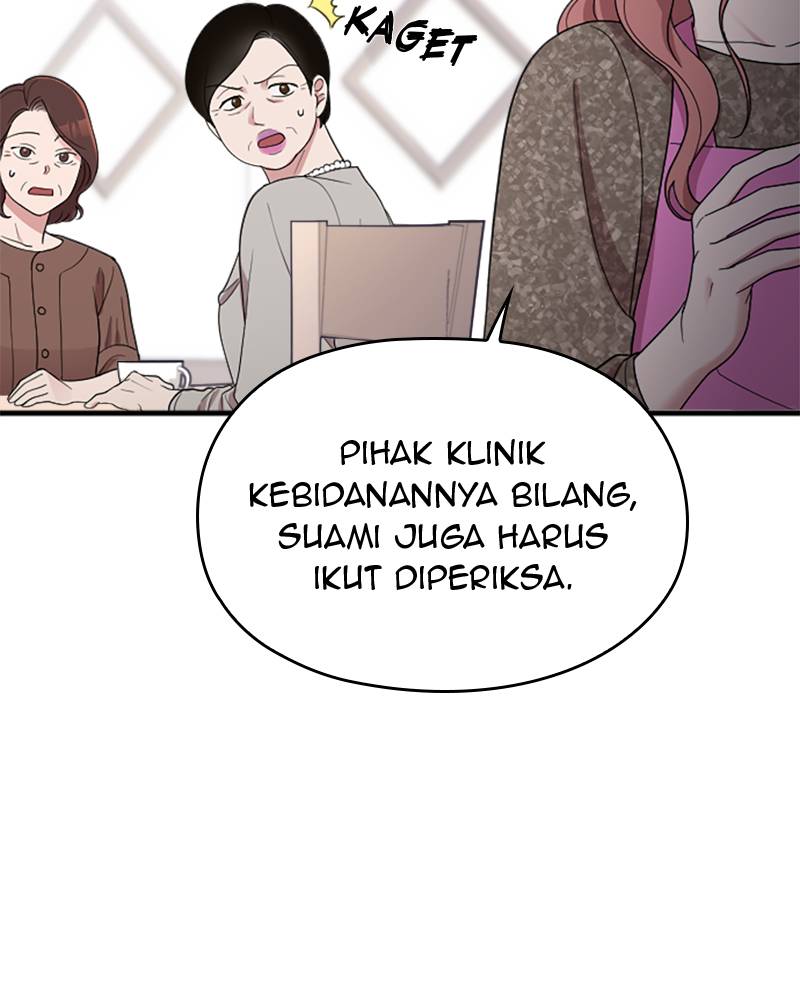 KAGET
PIHAK KLINIK
KEBIDANANNYA BILANG,
SUAMI JUGA HARUS
IKUT DIPERIKSA.